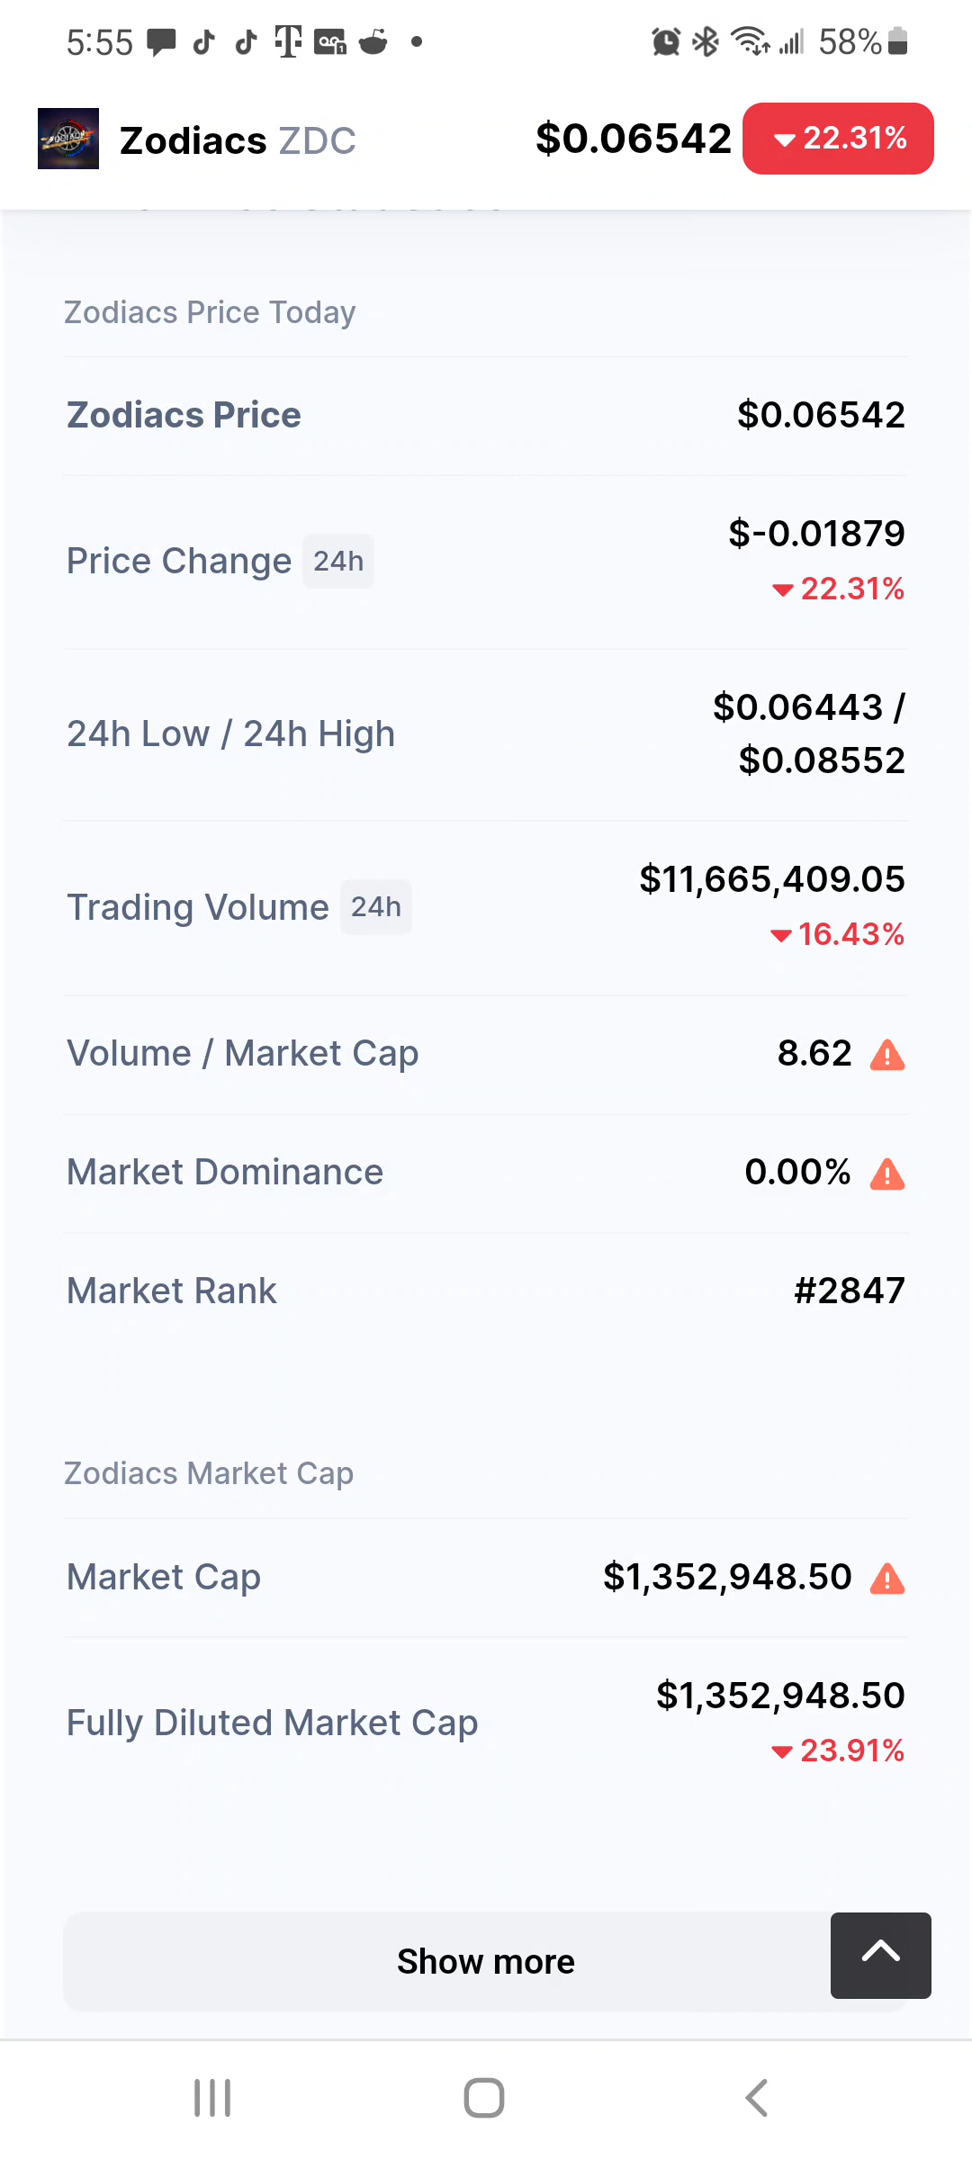 5:55 58%
Zodiacs ZDC $0.06542 22.31%
Zodiacs Price Today
Zodiacs Price $0.06542
$-0.01879
Price Change 24h
22.31%
$0.06443 /
24h Low / 24h High
$0.08552
$11,665,409.05
Trading Volume 24h
16.43%
Volume / Market Cap 8.62
Market Dominance 0.00%
Market Rank #2847
Zodiacs Market Cap
Market Cap $1,352,948.50
$1,352,948.50
Fully Diluted Market Cap
23.91%
Show more